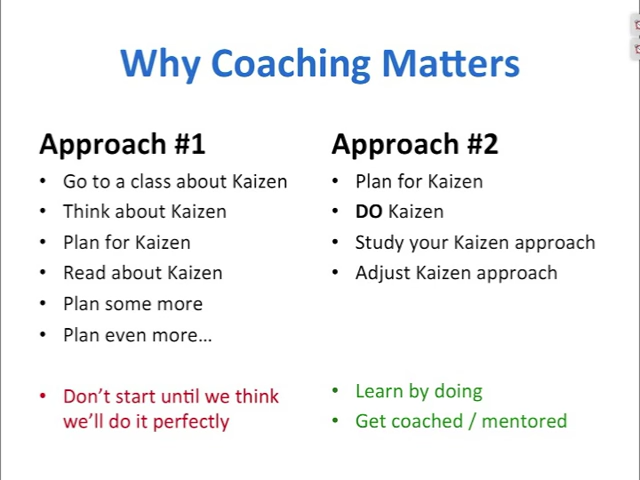 Why Coaching Matters
Approach #1
• Go to a class about Kaizen
• Think about Kaizen
• Plan for Kaizen
• Read about Kaizen
• Plan some more
• Plan even more…
• Don't start until we think
we'll do it perfectly
Approach #2
• Plan for Kaizen
• DO Kaizen
• Study your Kaizen approach
• Adjust Kaizen approach
• Learn by doing
• Get coached / mentored